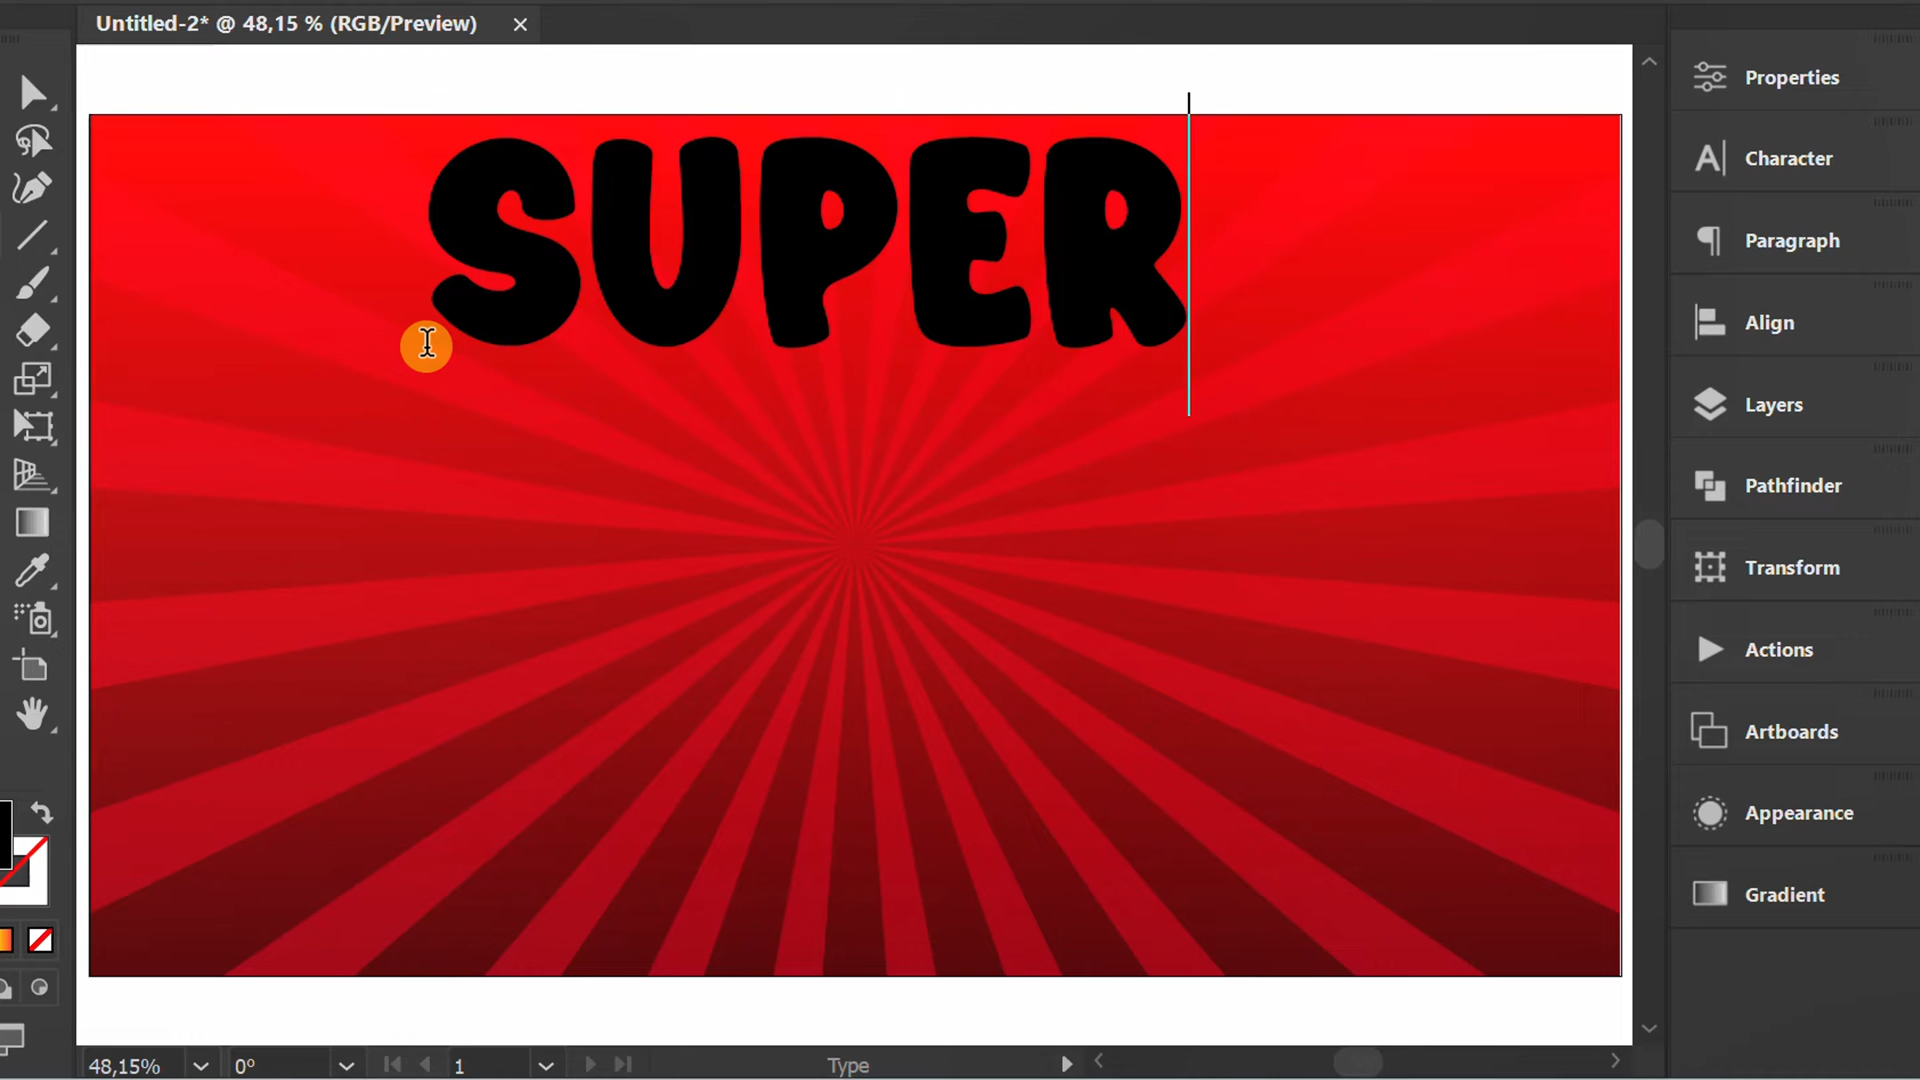 Untitled-2* @ 48,15 % (RGB/Preview)
SUPER
Properties
Character
Paragraph
Align
Layers
Pathfinder
Transform
Actions
Artboards
Appearance
Gradient
48,15%
0°
1
Type